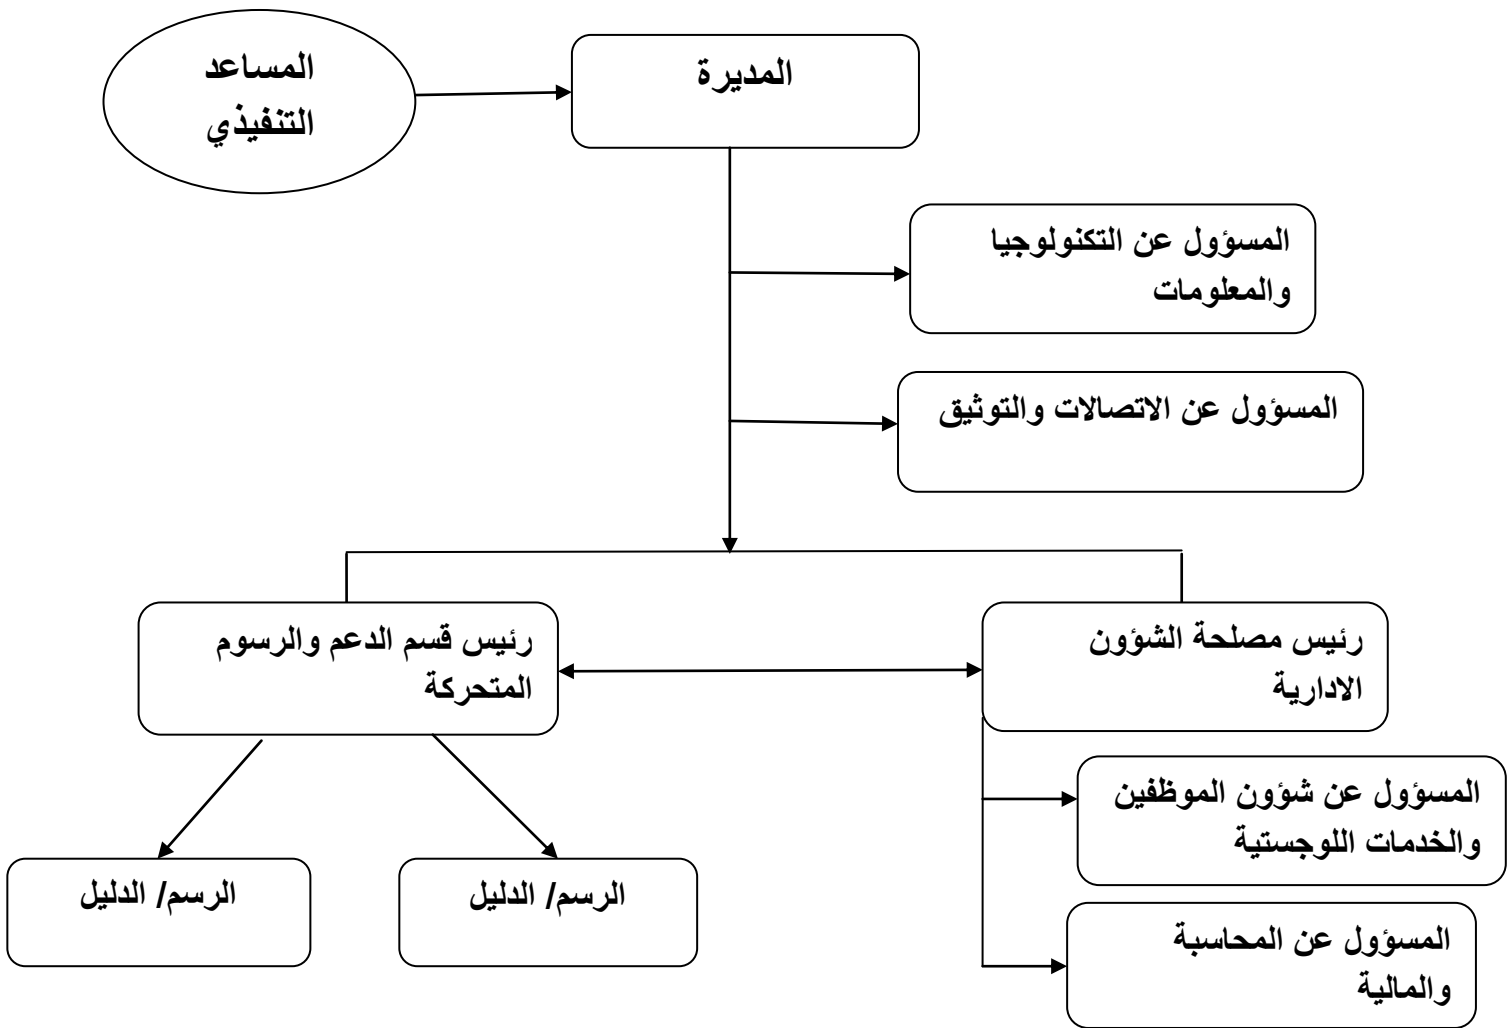 المساعد
التنفيذي
المديرة
المسؤول عن التكنولوجيا
والمعلومات
المسؤول عن الاتصالات والتوثيق
رئيس مصلحة الشؤون
الادارية
رئيس قسم الدعم والرسوم
المتحركة
المسؤول عن شؤون الموظفين
والخدمات اللوجستية
المسؤول عن المحاسبة
والمالية
الرسم/ الدليل
الرسم/ الدليل